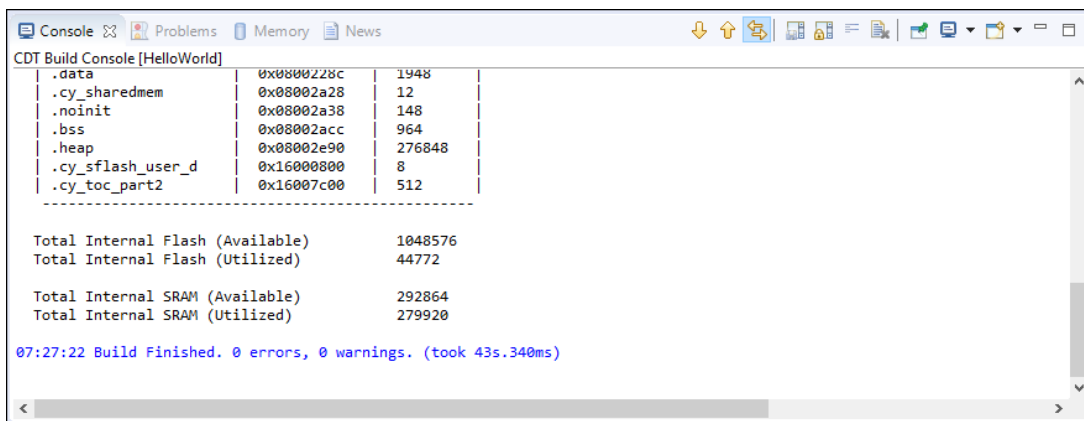 Console Problems Memory News
CDT Build Console [HelloWorld]
| .data | 0x0800228c | 1948 |
| .cy_sharedmem | 0x08002a28 | 12 |
| .noinit | 0x08002a38 | 148 |
| .bss | 0x08002acc | 964 |
| .heap | 0x08002e90 | 276848 |
| .cy_sflash_user_d | 0x16000800 | 8 |
| .cy_toc_part2 | 0x16007c00 | 512 |
--------------------------------------------------
Total Internal Flash (Available) 1048576
Total Internal Flash (Utilized) 44772
Total Internal SRAM (Available) 292864
Total Internal SRAM (Utilized) 279920
07:27:22 Build Finished. 0 errors, 0 warnings. (took 43s.340ms)